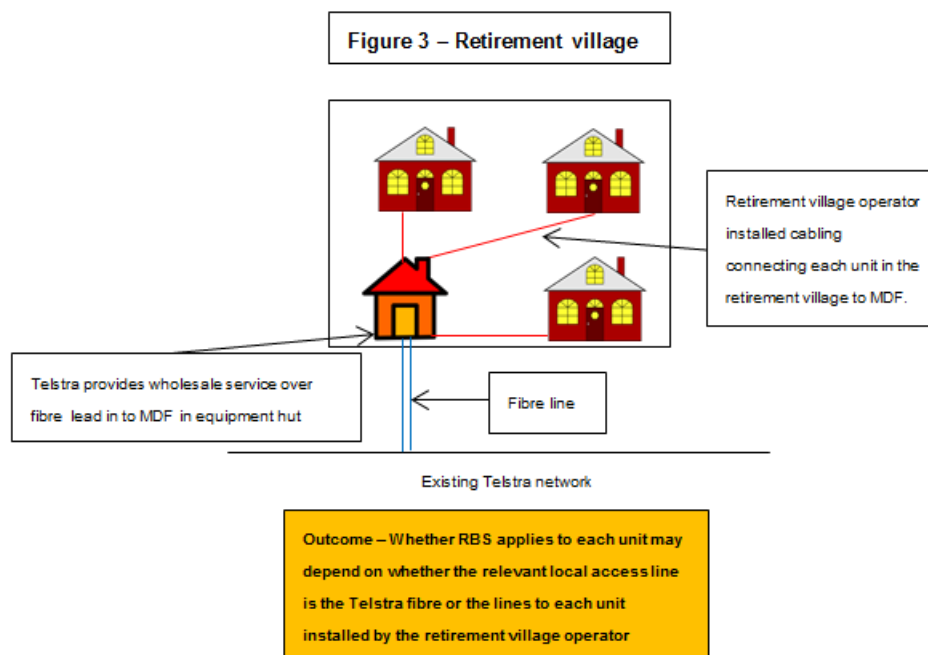 Figure 3 – Retirement village
Retirement village operator
installed cabling
connecting each unit in the
retirement village to MDF.
Telstra provides wholesale service over
fibre lead in to MDF in equipment hut
Fibre line
Existing Telstra network
Outcome – Whether RBS applies to each unit may
depend on whether the relevant local access line
is the Telstra fibre or the lines to each unit
installed by the retirement village operator